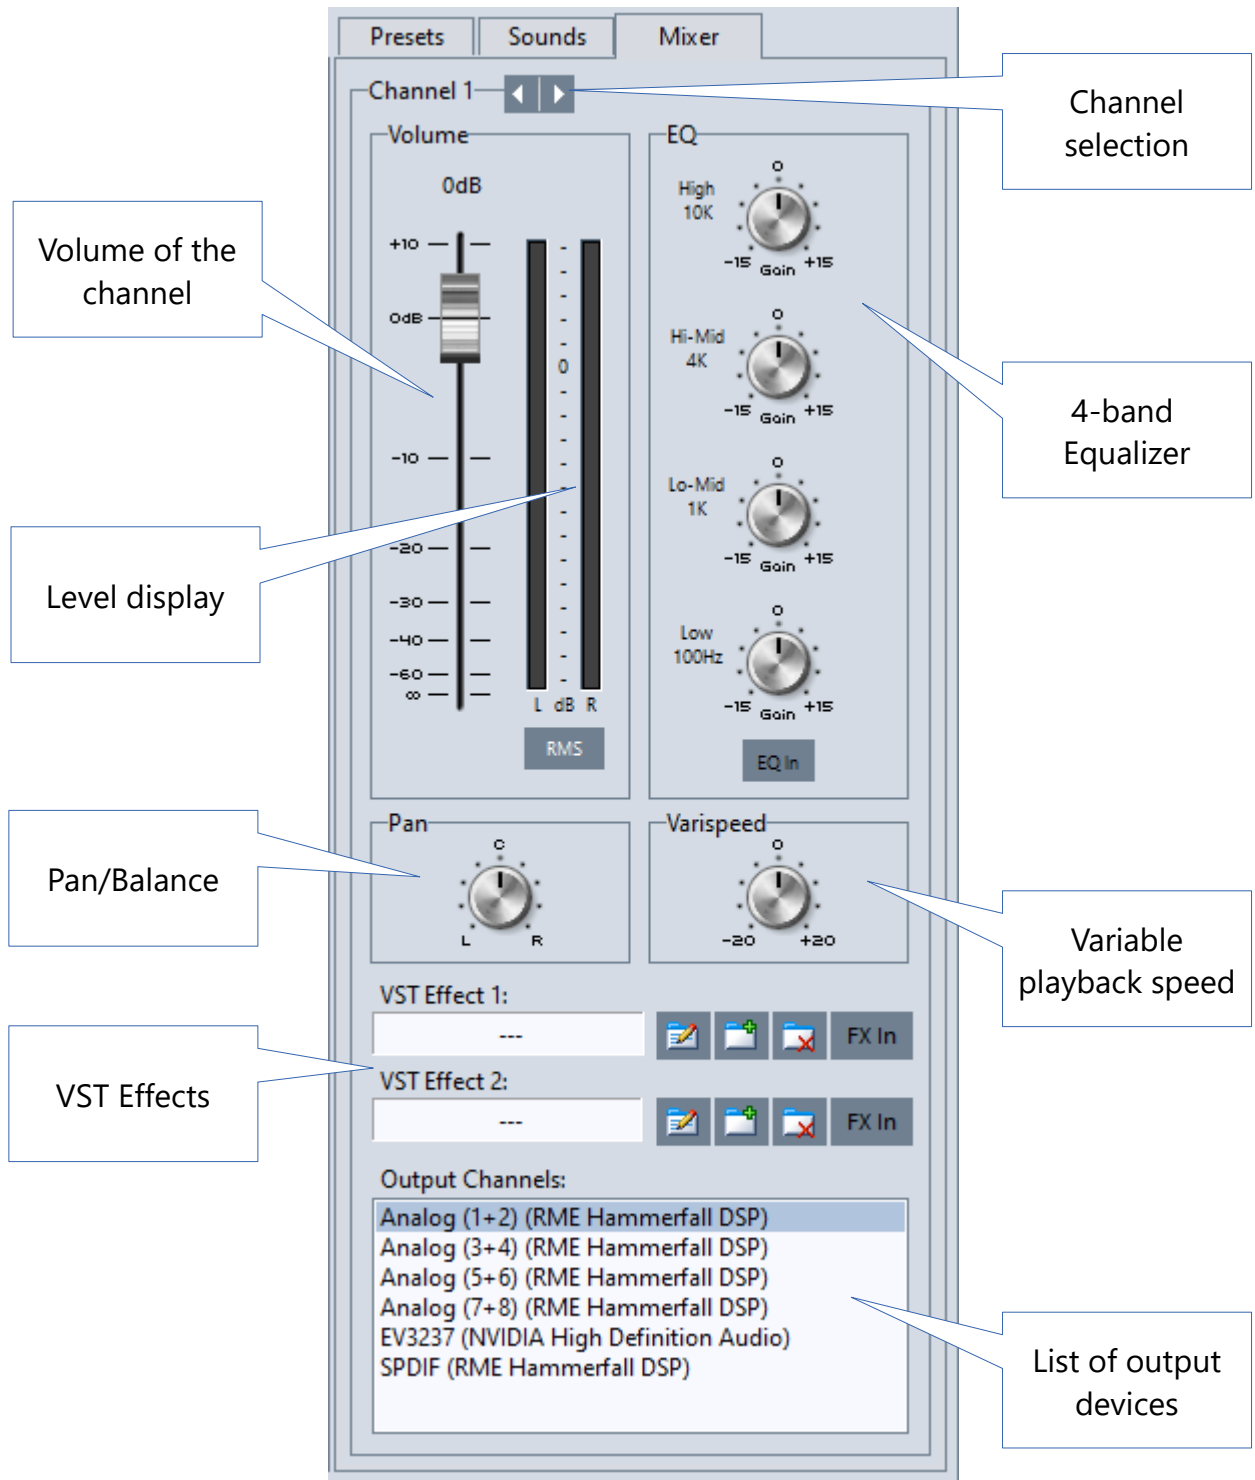 Presets
Sounds
Mixer
Channel 1
Channel
selection
Volume
0dB
+10
0dB
-10
-20
-30
-40
-60
∞
0
L dB R
RMS
EQ
High
10K
0
-15 Gain +15
Hi-Mid
4K
0
-15 Gain +15
Lo-Mid
1K
0
-15 Gain +15
Low
100Hz
0
-15 Gain +15
EQ In
Volume of the
channel
4-band
Equalizer
Level display
Pan
C
L R
Varispeed
0
-20 +20
Pan/Balance
Variable
playback speed
VST Effect 1:
---
FX In
VST Effect 2:
---
FX In
VST Effects
Output Channels:
Analog (1+2) (RME Hammerfall DSP)
Analog (3+4) (RME Hammerfall DSP)
Analog (5+6) (RME Hammerfall DSP)
Analog (7+8) (RME Hammerfall DSP)
EV3237 (NVIDIA High Definition Audio)
SPDIF (RME Hammerfall DSP)
List of output
devices